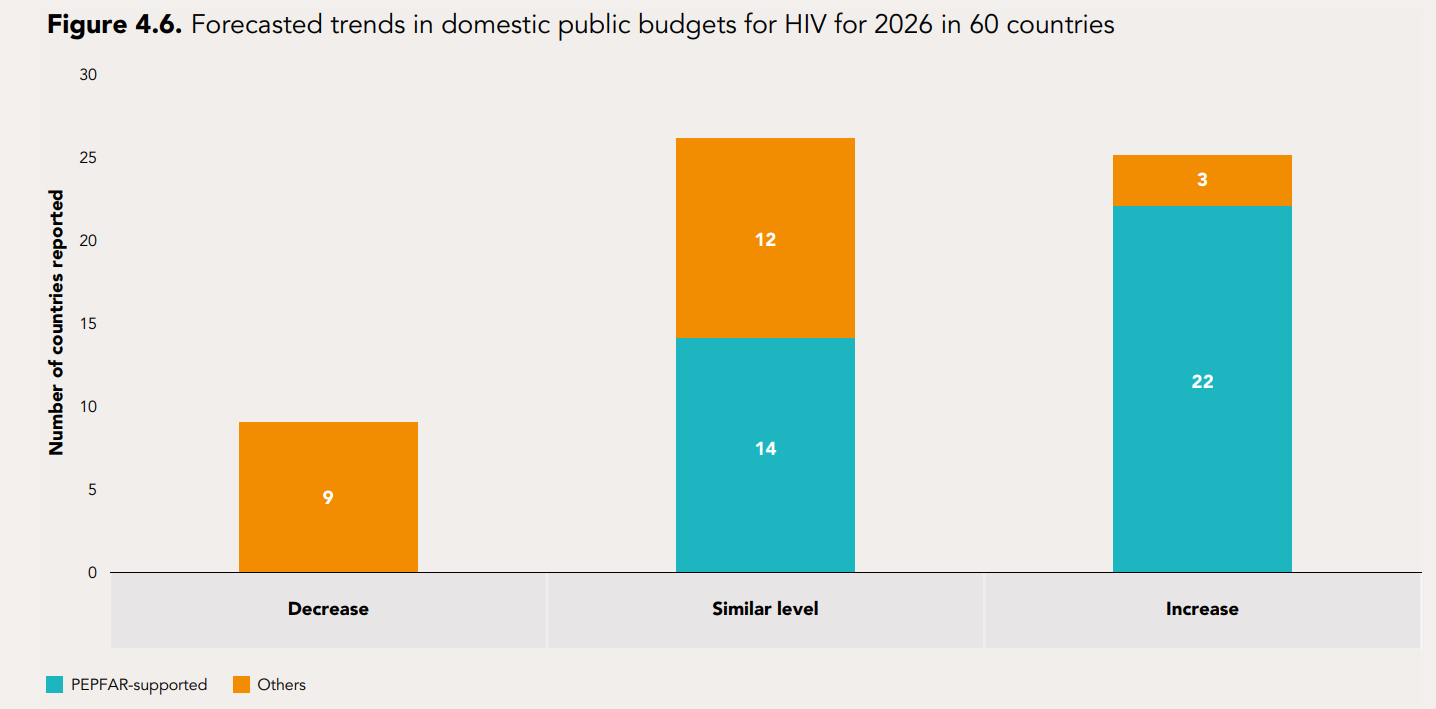 Figure 4.6. Forecasted trends in domestic public budgets for HIV for 2026 in 60 countries
Number of countries reported
30
25
20
15
10
5
0
9
12
14
3
22
Decrease
Similar level
Increase
PEPFAR-supported
Others